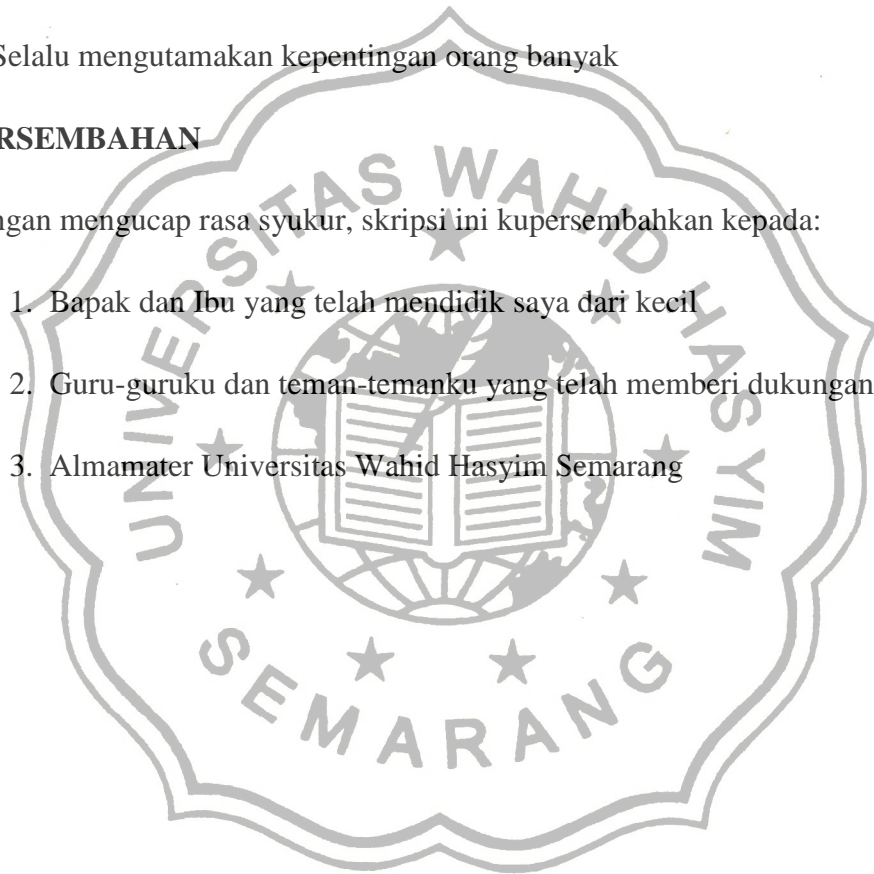 Selalu mengutamakan kepentingan orang banyak
RSEMBAHAN
ngan mengucap rasa syukur, skripsi ini kupersembahkan kepada:
1. Bapak dan Ibu yang telah mendidik saya dari kecil
2. Guru-guruku dan teman-temanku yang telah memberi dukungan
3. Almamater Universitas Wahid Hasyim Semarang
UNIVERSITAS WAHID HASYIM
SEMARANG